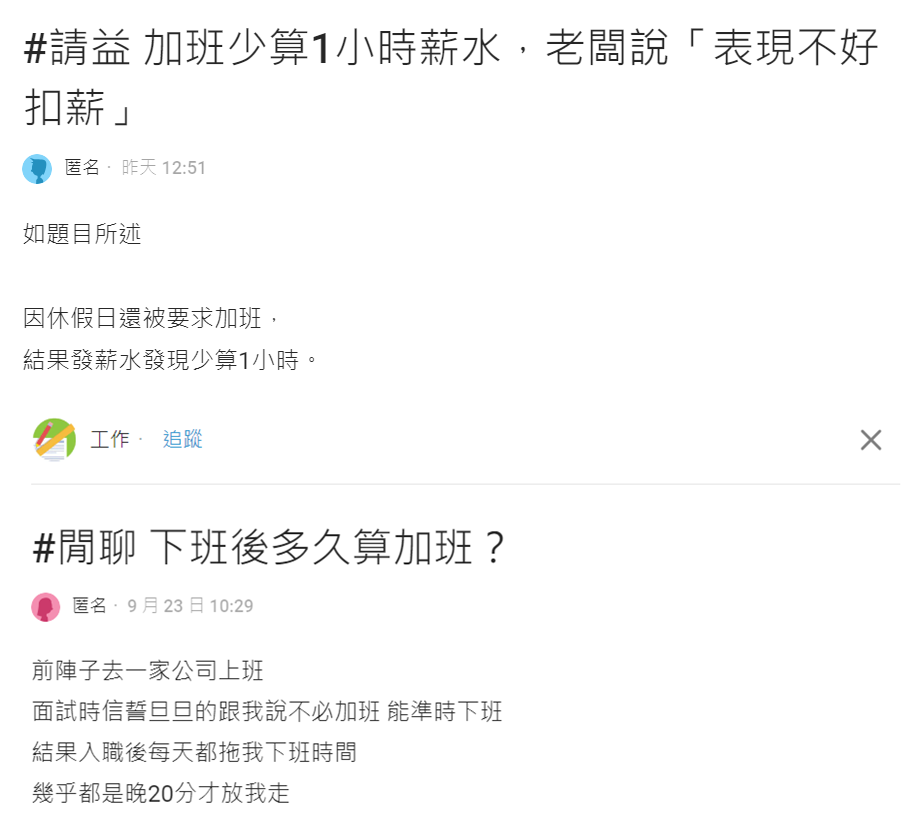 #請益 加班少算1小時薪水，老闆說「表現不好
扣薪」
匿名· 昨天 12:51
如題目所述
因休假日還被要求加班，
結果發薪水發現少算1小時。
工作· 追蹤
#閒聊 下班後多久算加班？
匿名· 9 月 23 日 10:29
前陣子去一家公司上班
面試時信誓旦旦的跟我說不必加班 能準時下班
結果入職後每天都拖我下班時間
幾乎都是晚20分才放我走